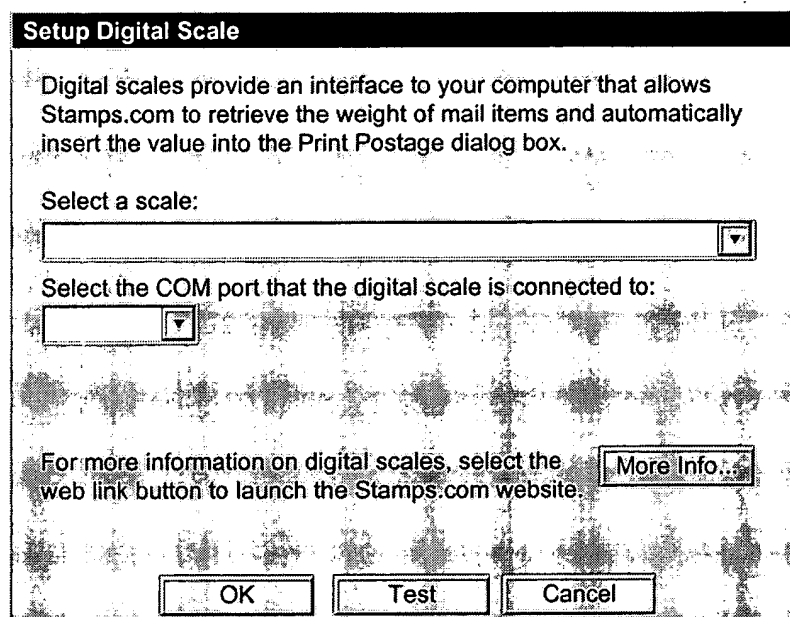 Setup Digital Scale
Digital scales provide an interface to your computer that allows
Stamps.com to retrieve the weight of mail items and automatically
insert the value into the Print Postage dialog box.
Select a scale:
Select the COM port that the digital scale is connected to:
For more information on digital scales, select the
web link button to launch the Stamps.com website.
More Info...
OK
Test
Cancel